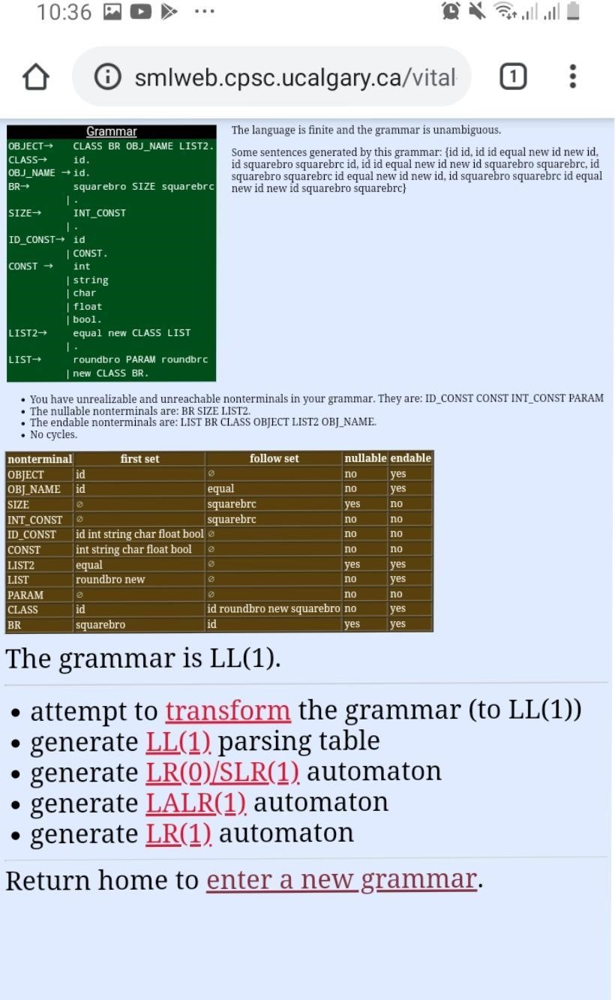 10:36
smlweb.cpsc.ucalgary.ca/vital
1
Grammar
OBJECT→ CLASS BR OBJ_NAME LIST2.
CLASS→ id.
OBJ_NAME →id.
BR→ squarebro SIZE squarebrc
|.
SIZE→ INT_CONST
|.
ID_CONST→ id
|CONST.
CONST → int
|string
|char
|float
|bool.
LIST2→ equal new CLASS LIST
|.
LIST→ roundbro PARAM roundbrc
|new CLASS BR.
The language is finite and the grammar is unambiguous.
Some sentences generated by this grammar: {id id, id id equal new id new id,
id squarebro squarebrc id, id id equal new id new id squarebro squarebrc, id
squarebro squarebrc id equal new id new id, id squarebro squarebrc id equal
new id new id squarebro squarebrc}
• You have unrealizable and unreachable nonterminals in your grammar. They are: ID_CONST CONST INT_CONST PARAM
• The nullable nonterminals are: BR SIZE LIST2.
• The endable nonterminals are: LIST BR CLASS OBJECT LIST2 OBJ_NAME.
• No cycles.
nonterminal first set follow set nullable endable
OBJECT id ∅ no yes
OBJ_NAME id equal no yes
SIZE ∅ squarebrc yes no
INT_CONST ∅ squarebrc no no
ID_CONST id int string char float bool ∅ no no
CONST int string char float bool ∅ no no
LIST2 equal ∅ yes yes
LIST roundbro new ∅ no yes
PARAM ∅ ∅ no no
CLASS id id roundbro new squarebro no yes
BR squarebro id yes yes
The grammar is LL(1).
• attempt to transform the grammar (to LL(1))
• generate LL(1) parsing table
• generate LR(0)/SLR(1) automaton
• generate LALR(1) automaton
• generate LR(1) automaton
Return home to enter a new grammar.